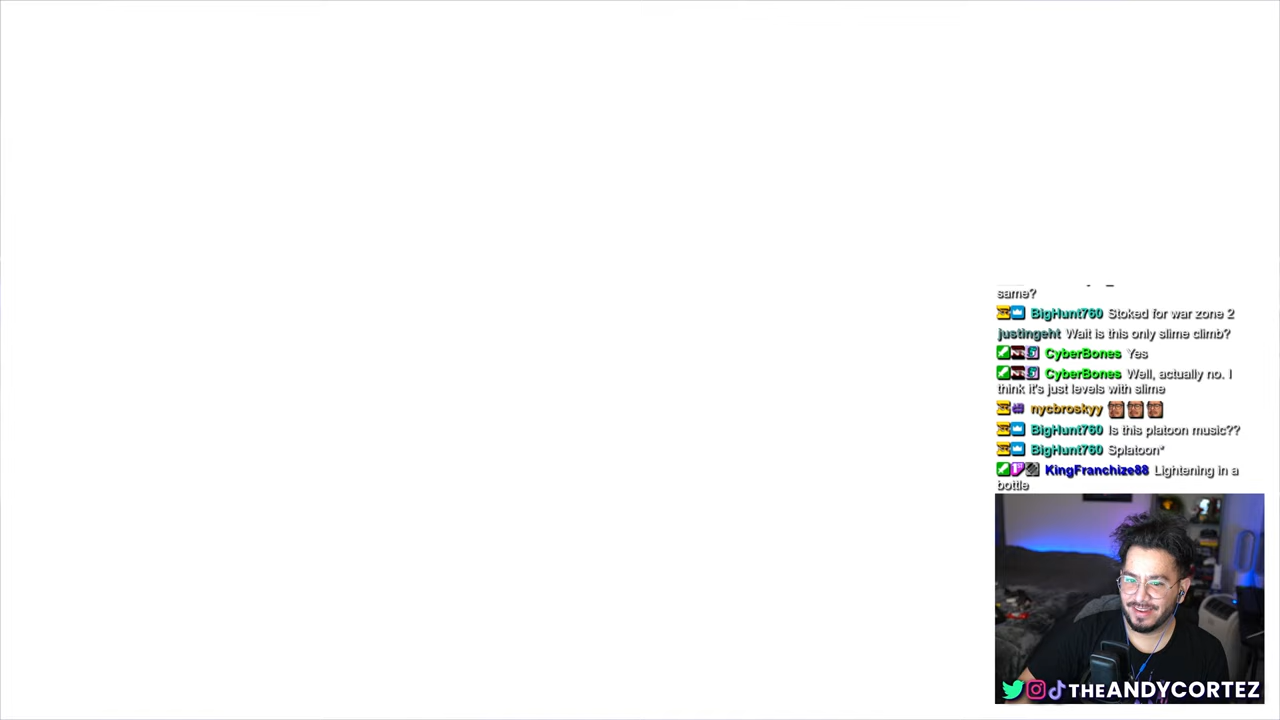 same?
BigHunt760 Stoked for war zone 2
justingeht Wait is this only slime climb?
CyberBones Yes
CyberBones Well, actually no. I
think it's just levels with slime
nycbroskyy
BigHunt760 Is this platoon music??
BigHunt760 Splatoon*
KingFranchize88 Lightening in a
bottle
THEANDYCORTEZ